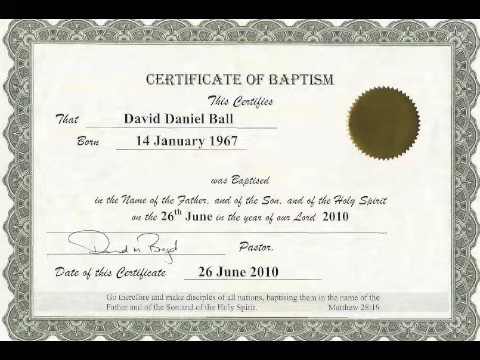 CERTIFICATE OF BAPTISM
This Certifies
That David Daniel Ball
Born 14 January 1967
was Baptised
in the Name of the Father, and of the Son, and of the Holy Spirit
on the 26th June in the year of our Lord 2010
Pastor.
Date of this Certificate 26 June 2010
Go therefore and make disciples of all nations, baptising them in the name of the
Father and of the Son and of the Holy Spirit. Matthew 28:19